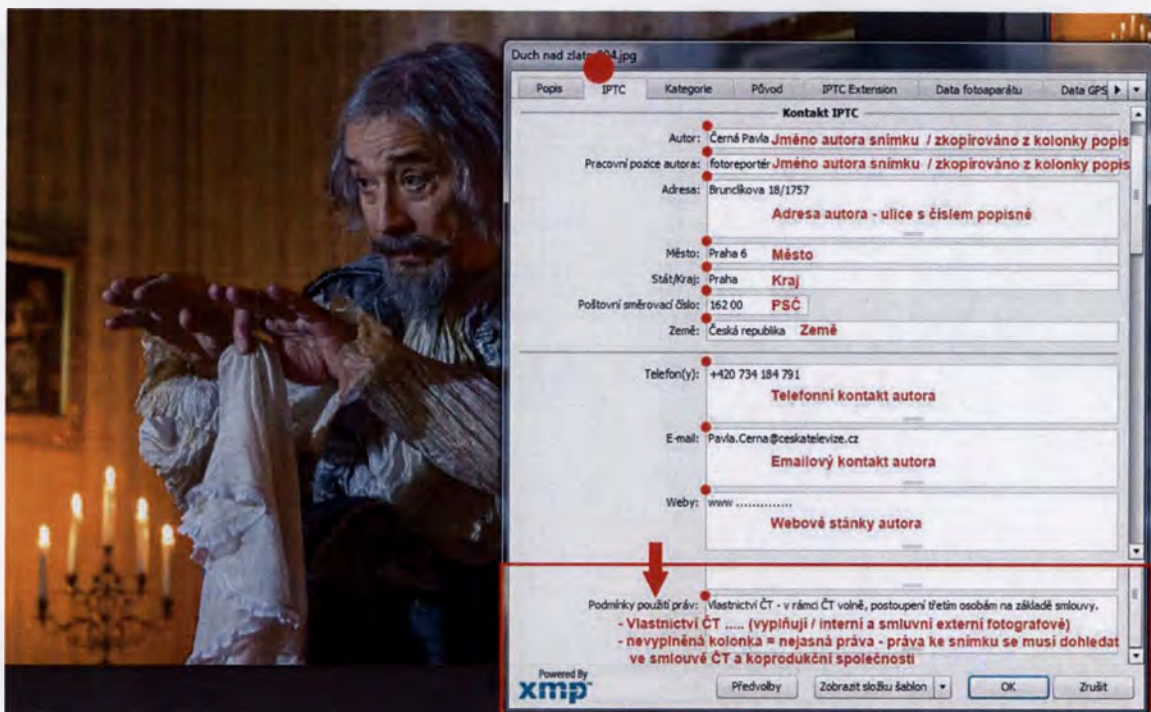 Duch nad zlato 004.jpg
Popis IPTC Kategorie Původ IPTC Extension Data fotoaparátu Data GPS
Kontakt IPTC
Autor: Černá Pavla Jméno autora snímku / zkopírováno z kolonky popis
Pracovní pozice autora: fotoreportér Jméno autora snímku / zkopírováno z kolonky popis
Adresa: Brunclíkova 18/1757
Adresa autora - ulice s číslem popisné
Město: Praha 6 Město
Stát/Kraj: Praha Kraj
Poštovní směrovací číslo: 162 00 PSČ
Země: Česká republika Země
Telefon(y): +420 734 184 791
Telefonní kontakt autora
E-mail: Pavla.Cerna@ceskatelevize.cz
Emailový kontakt autora
Weby: www ..............
Webové stánky autora
Podmínky použití práv: Vlastnictví ČT - v rámci ČT volně, postoupení třetím osobám na základě smlouvy.
- Vlastnictví ČT ..... (vyplňují / interní a smluvní externí fotografové)
- nevyplněná kolonka = nejasná práva - práva ke snímku se musí dohledat
ve smlouvě ČT a koprodukční společnosti
Powered By
xmp™
Předvolby Zobrazit složku šablon OK Zrušit